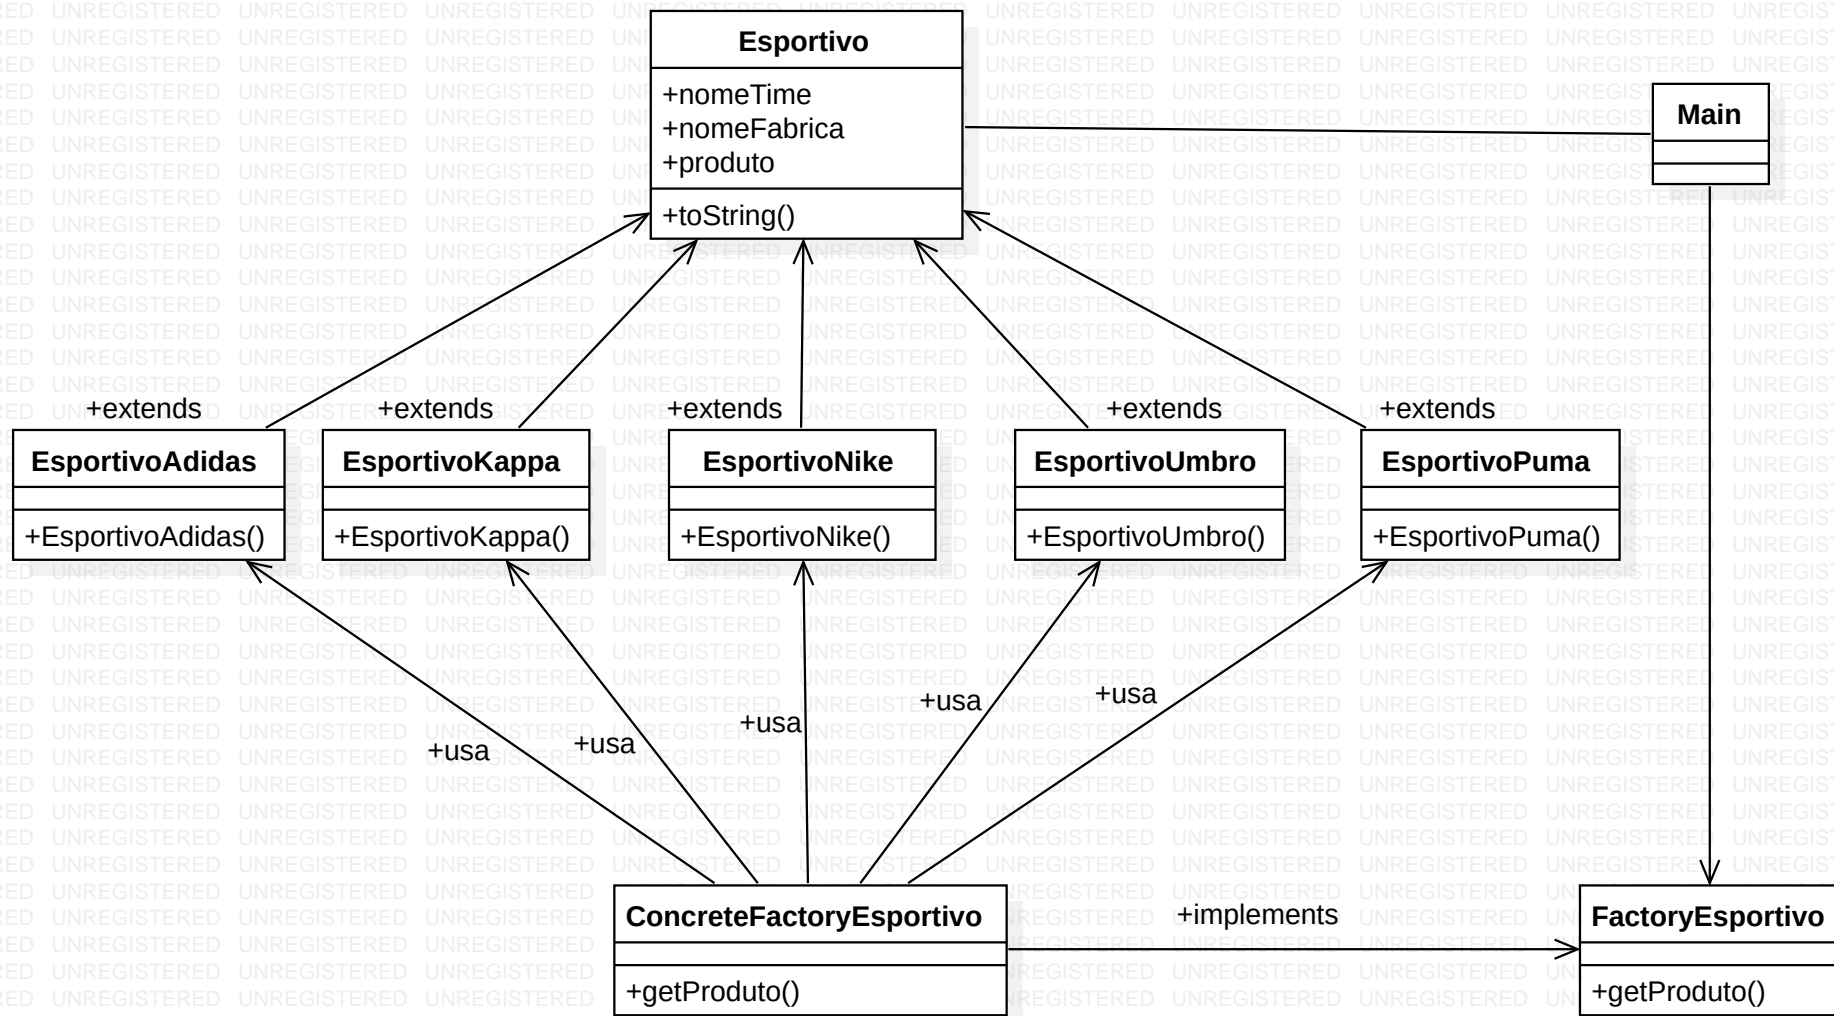 Esportivo
+nomeTime
+nomeFabrica
+produto
+toString()
Main
+extends
+extends
+extends
+extends
+extends
EsportivoAdidas
+EsportivoAdidas()
EsportivoKappa
+EsportivoKappa()
EsportivoNike
+EsportivoNike()
EsportivoUmbro
+EsportivoUmbro()
EsportivoPuma
+EsportivoPuma()
+usa
+usa
+usa
+usa
+usa
ConcreteFactoryEsportivo
+getProduto()
+implements
FactoryEsportivo
+getProduto()
UNREGISTERED